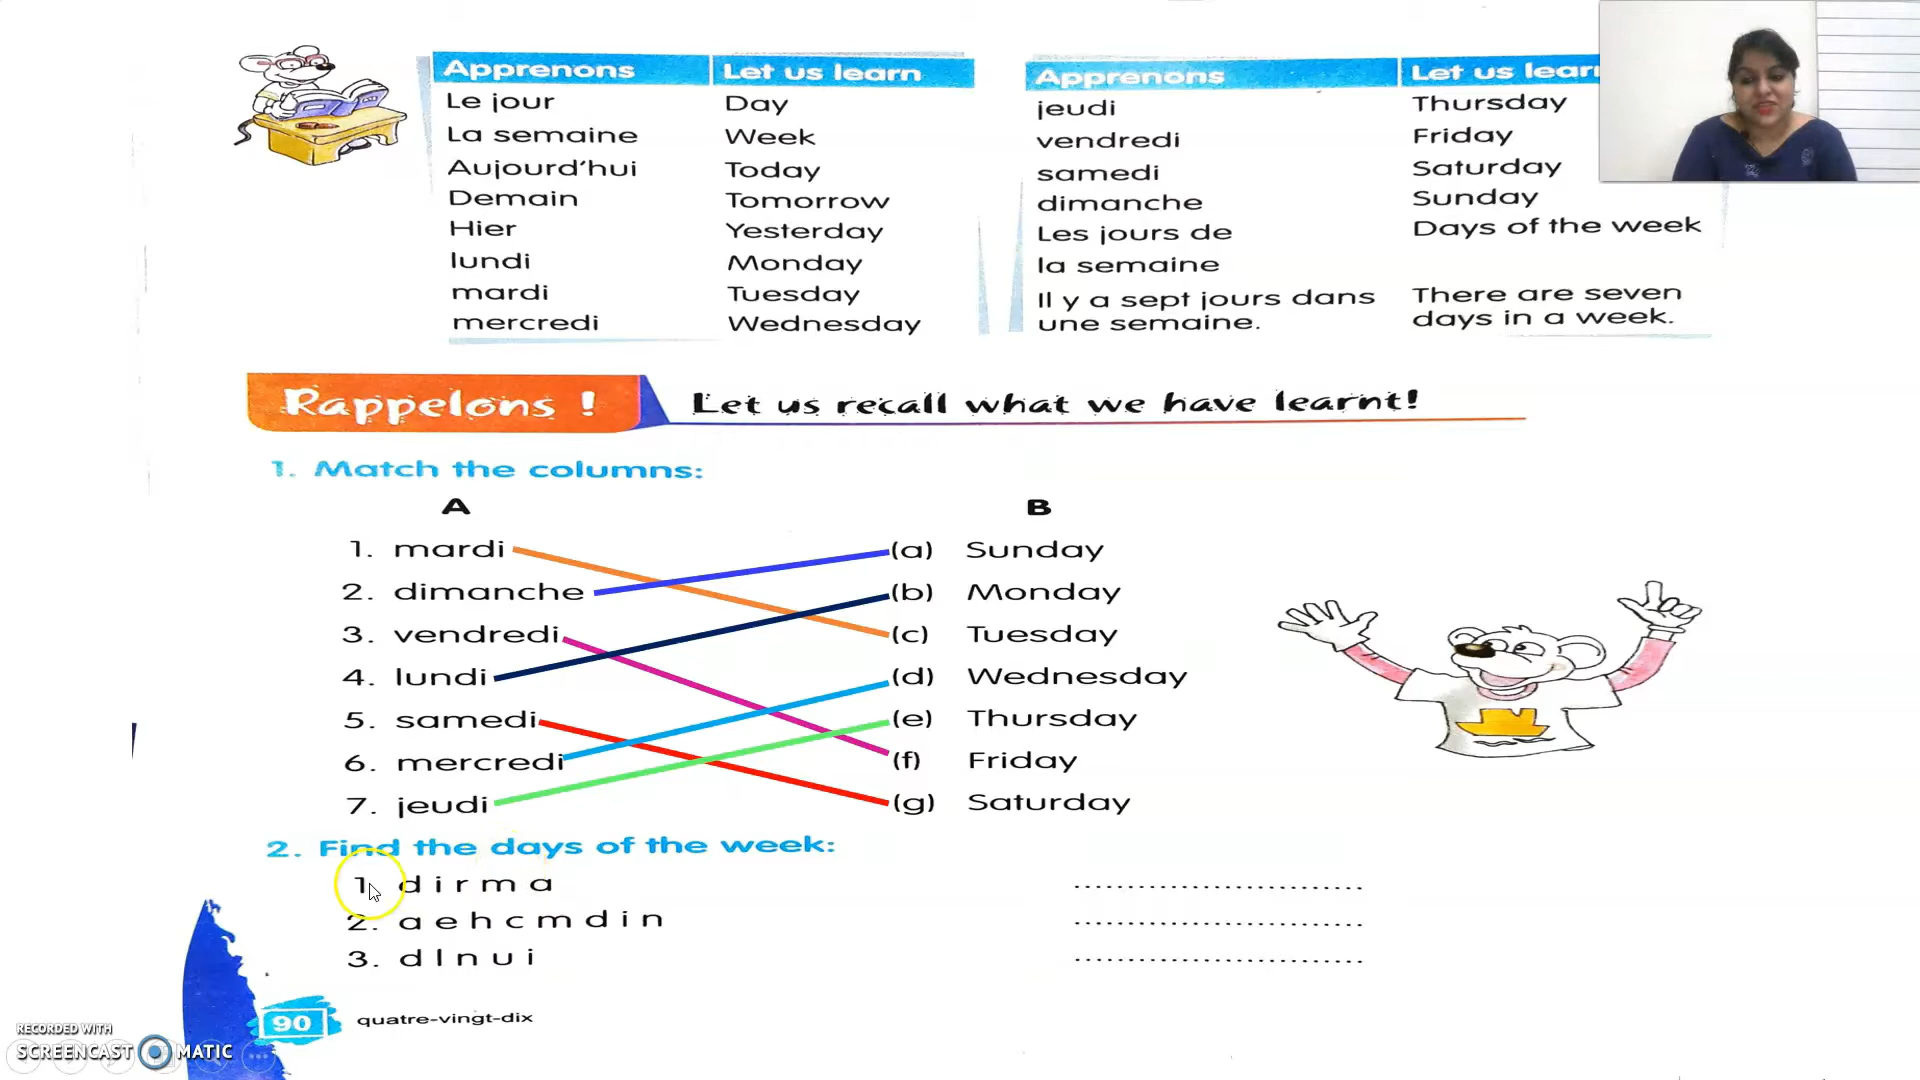 Apprenons Let us learn
Le jour Day
La semaine Week
Aujourd'hui Today
Demain Tomorrow
Hier Yesterday
lundi Monday
mardi Tuesday
mercredi Wednesday
Apprenons Let us lear
jeudi Thursday
vendredi Friday
samedi Saturday
dimanche Sunday
Les jours de Days of the week
la semaine
Il y a sept jours dans There are seven
une semaine. days in a week.
Rappelons ! Let us recall what we have learnt!
1. Match the columns:
A B
1. mardi (a) Sunday
2. dimanche (b) Monday
3. vendredi (c) Tuesday
4. lundi (d) Wednesday
5. samedi (e) Thursday
6. mercredi (f) Friday
7. jeudi (g) Saturday
2. Find the days of the week:
1. d i r m a ................................
2. a e h c m d i n ................................
3. d l n u i ................................
90 quatre-vingt-dix
RECORDED WITH
SCREENCAST MATIC